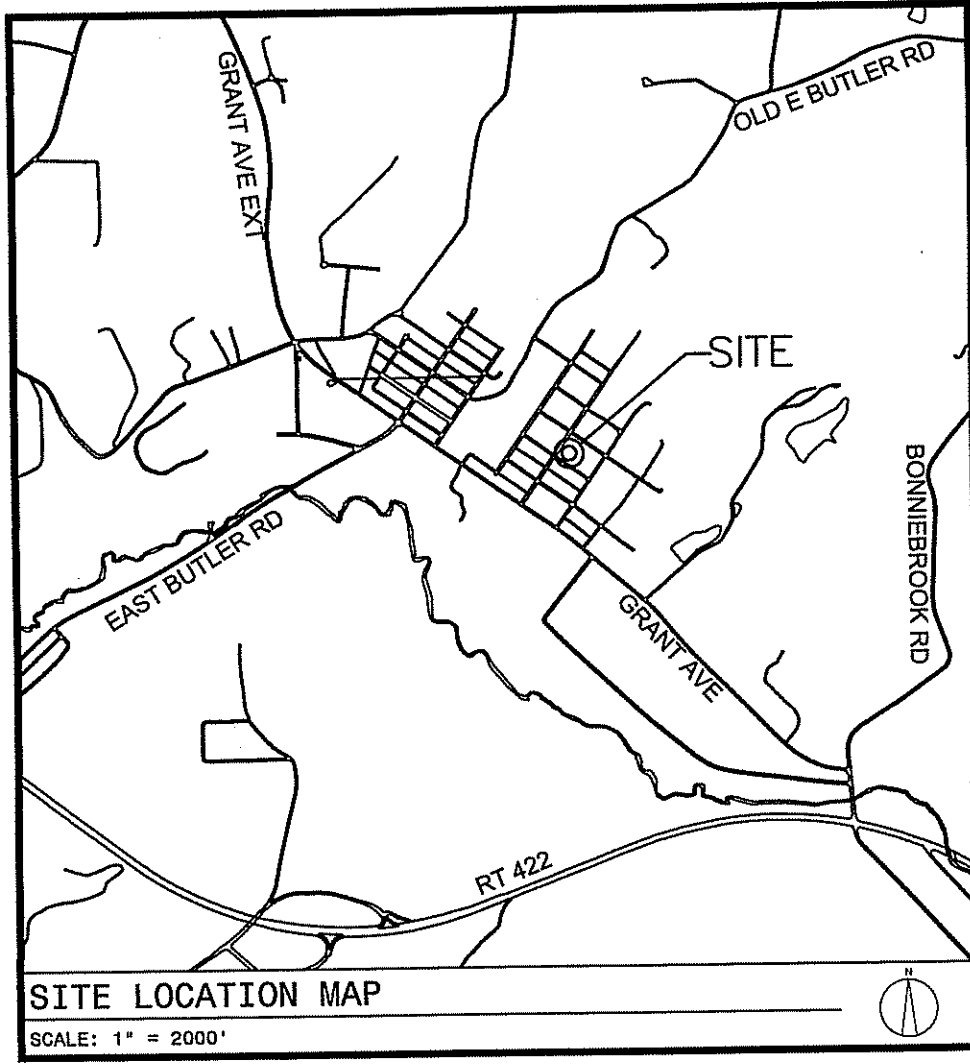 GRANT AVE EXT
OLD E BUTLER RD
SITE
BONNIEBROOK RD
EAST BUTLER RD
GRANT AVE
RT 422
N
SITE LOCATION MAP
SCALE: 1" = 2000'